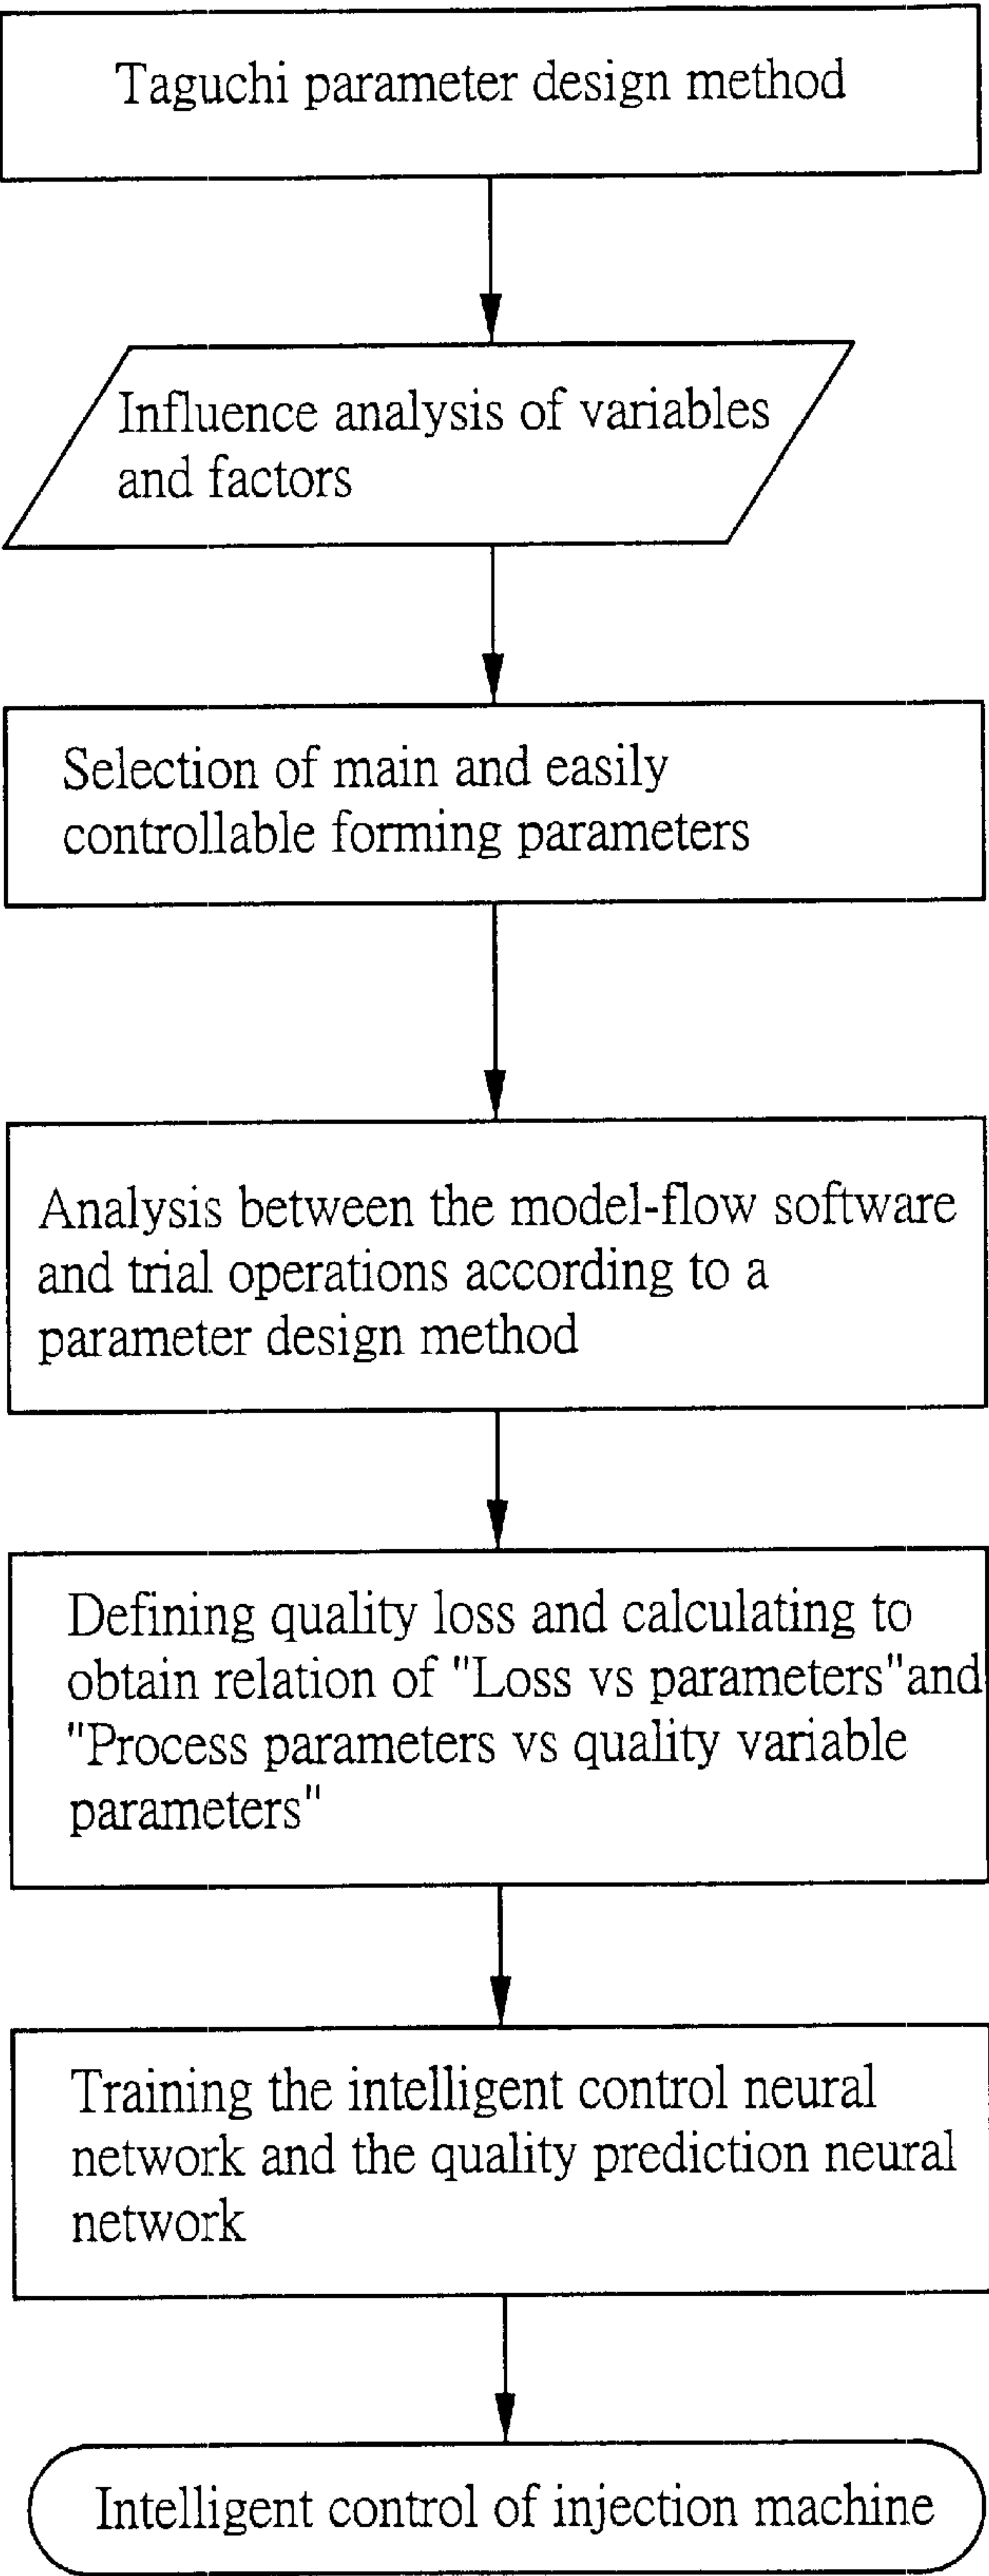 Taguchi parameter design method
Influence analysis of variables
and factors
Selection of main and easily
controllable forming parameters
Analysis between the model-flow software
and trial operations according to a
parameter design method
Defining quality loss and calculating to
obtain relation of "Loss vs parameters"and
"Process parameters vs quality variable
parameters"
Training the intelligent control neural
network and the quality prediction neural
network
Intelligent control of injection machine